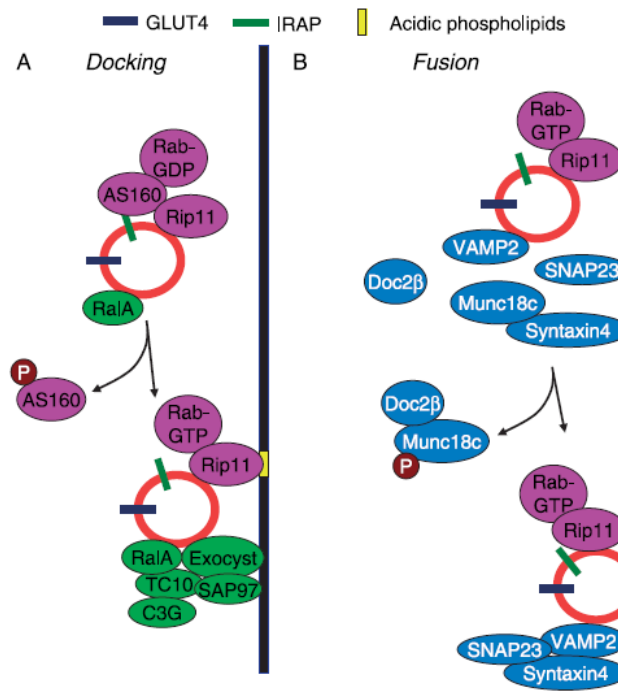 GLUT4 IRAP Acidic phospholipids
A Docking B Fusion
Rab-
GDP
AS160
Rip11
RalA
P
AS160
Rab-
GTP
Rip11
RalA Exocyst
TC10 SAP97
C3G
Rab-
GTP
Rip11
VAMP2
SNAP23
Doc2β
Munc18c
Syntaxin4
Doc2β
Munc18c
P
Rab-
GTP
Rip11
VAMP2
SNAP23
Syntaxin4